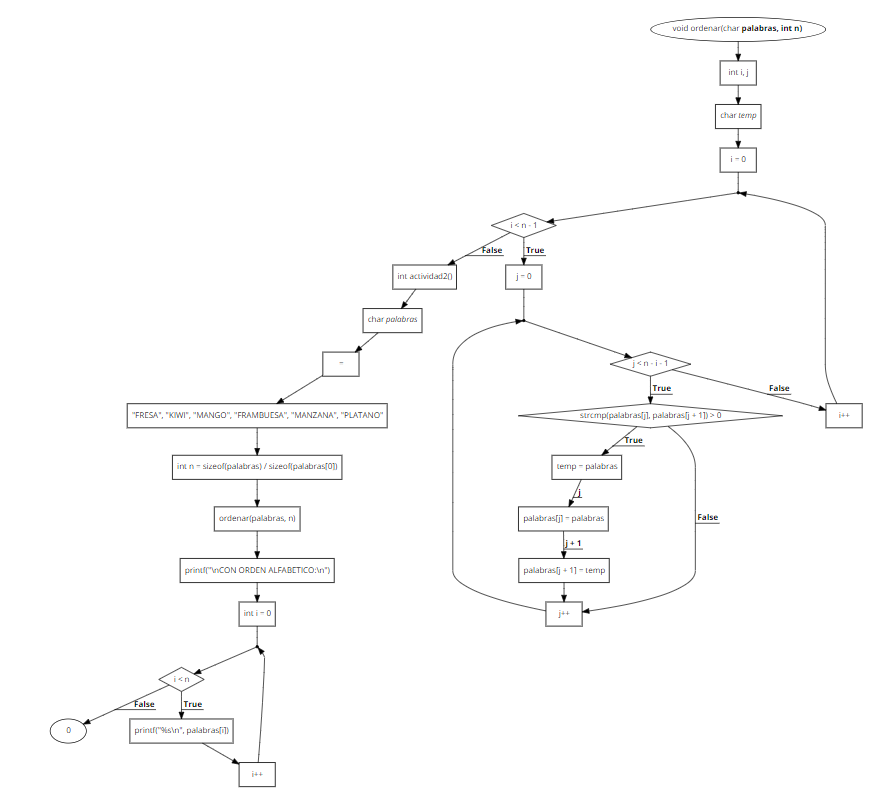 void ordenar(char palabras, int n)
int i, j
char temp
i = 0
i < n - 1
False
True
int actividad2()
j = 0
char palabras
=
j < n - i - 1
True
False
"FRESA", "KIWI", "MANGO", "FRAMBUESA", "MANZANA", "PLATANO"
strcmp(palabras[j], palabras[j + 1]) > 0
i++
True
int n = sizeof(palabras) / sizeof(palabras[0])
temp = palabras
j
ordenar(palabras, n)
palabras[j] = palabras
False
j + 1
printf("\nCON ORDEN ALFABETICO:\n")
palabras[j + 1] = temp
int i = 0
j++
i < n
False
True
0
printf("%s\n", palabras[i])
i++